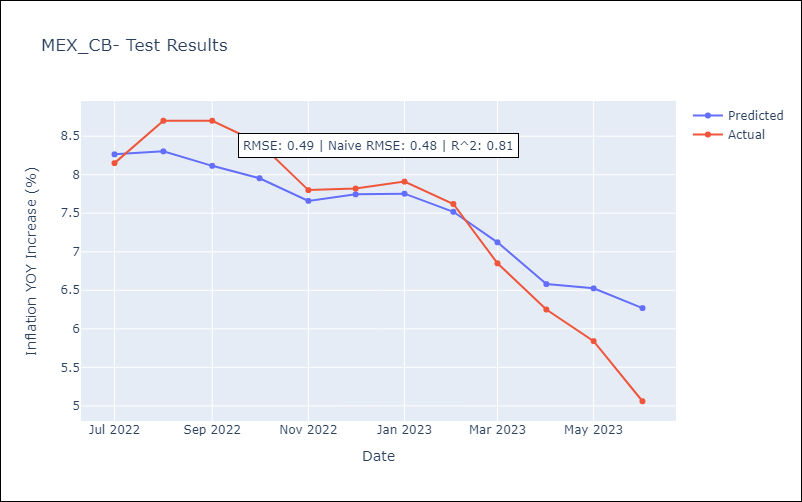 MEX_CB- Test Results
Predicted
Actual
RMSE: 0.49 | Naive RMSE: 0.48 | R^2: 0.81
Inflation YOY Increase (%)
8.5
8
7.5
7
6.5
6
5.5
5
Jul 2022 Sep 2022 Nov 2022 Jan 2023 Mar 2023 May 2023
Date